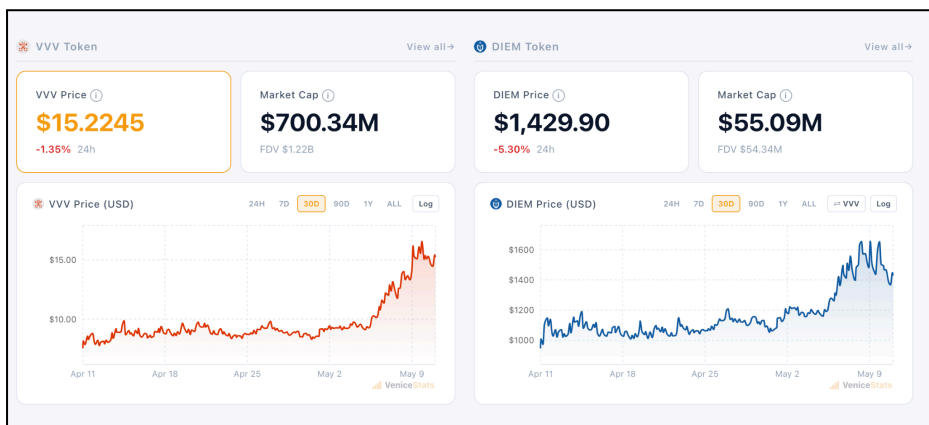 VVV Token
View all→
VVV Price ⓘ
$15.2245
-1.35% 24h
Market Cap ⓘ
$700.34M
FDV $1.22B
VVV Price (USD)
24H 7D 30D 90D 1Y ALL Log
$15.00
$10.00
Apr 11 Apr 18 Apr 25 May 2 May 9
VeniceStats
DIEM Token
View all→
DIEM Price ⓘ
$1,429.90
-5.30% 24h
Market Cap ⓘ
$55.09M
FDV $54.34M
DIEM Price (USD)
24H 7D 30D 90D 1Y ALL ⇌ VVV Log
$1600
$1400
$1200
$1000
Apr 11 Apr 18 Apr 25 May 2 May 9
VeniceStats